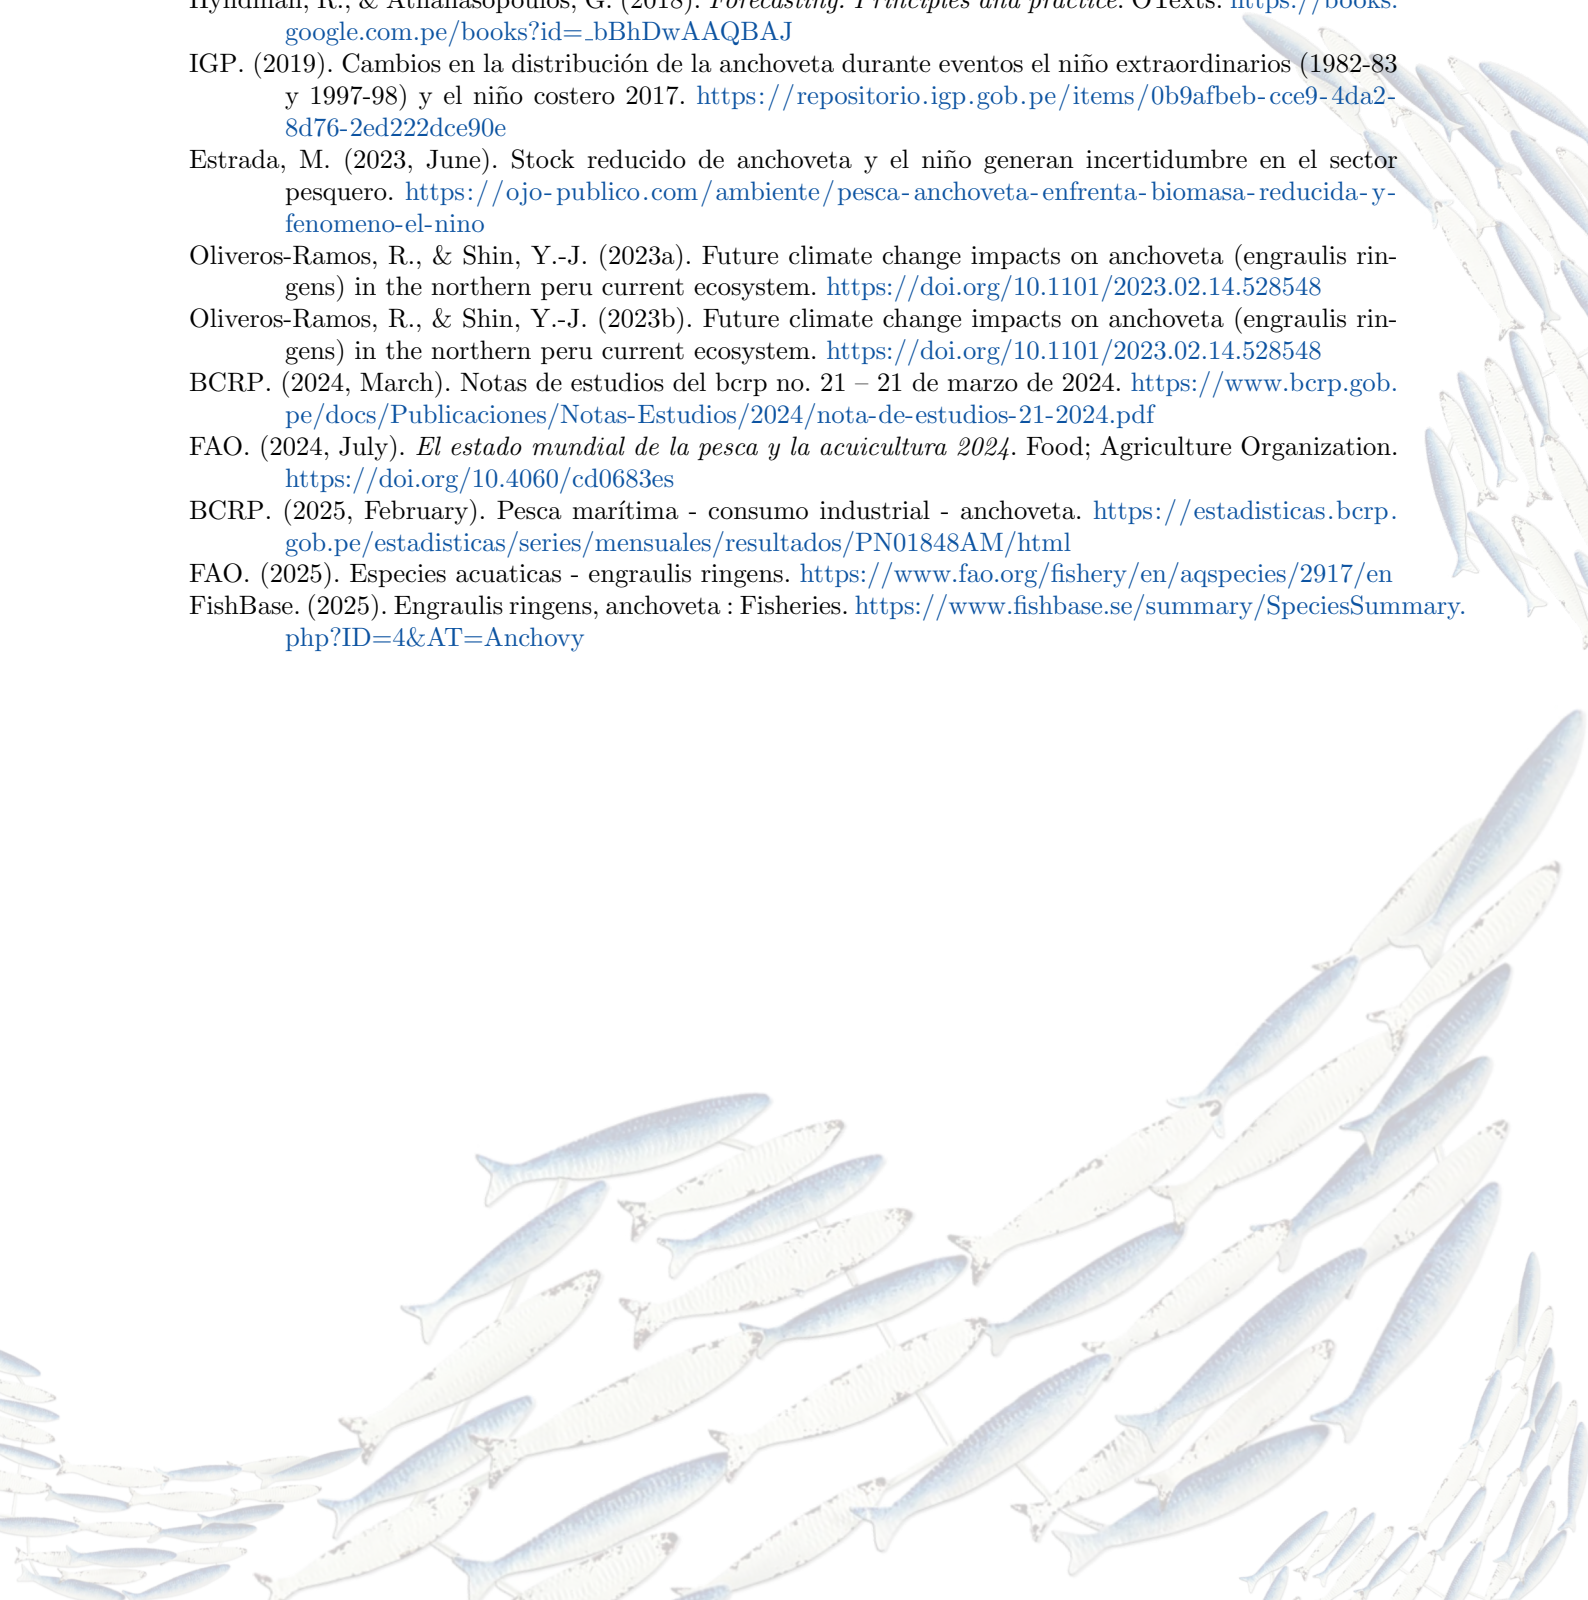 Hyndman, R., & Athanasopoulos, G. (2018). Forecasting: Principles and practice. OTexts. https://books.
google.com.pe/books?id=_bBhDwAAQBAJ
IGP. (2019). Cambios en la distribución de la anchoveta durante eventos el niño extraordinarios (1982-83
y 1997-98) y el niño costero 2017. https://repositorio.igp.gob.pe/items/0b9afbeb-cce9-4da2-
8d76-2ed222dce90e
Estrada, M. (2023, June). Stock reducido de anchoveta y el niño generan incertidumbre en el sector
pesquero. https://ojo-publico.com/ambiente/pesca-anchoveta-enfrenta-biomasa-reducida-y-
fenomeno-el-nino
Oliveros-Ramos, R., & Shin, Y.-J. (2023a). Future climate change impacts on anchoveta (engraulis rin-
gens) in the northern peru current ecosystem. https://doi.org/10.1101/2023.02.14.528548
Oliveros-Ramos, R., & Shin, Y.-J. (2023b). Future climate change impacts on anchoveta (engraulis rin-
gens) in the northern peru current ecosystem. https://doi.org/10.1101/2023.02.14.528548
BCRP. (2024, March). Notas de estudios del bcrp no. 21 – 21 de marzo de 2024. https://www.bcrp.gob.
pe/docs/Publicaciones/Notas-Estudios/2024/nota-de-estudios-21-2024.pdf
FAO. (2024, July). El estado mundial de la pesca y la acuicultura 2024. Food; Agriculture Organization.
https://doi.org/10.4060/cd0683es
BCRP. (2025, February). Pesca marítima - consumo industrial - anchoveta. https://estadisticas.bcrp.
gob.pe/estadisticas/series/mensuales/resultados/PN01848AM/html
FAO. (2025). Especies acuaticas - engraulis ringens. https://www.fao.org/fishery/en/aqspecies/2917/en
FishBase. (2025). Engraulis ringens, anchoveta : Fisheries. https://www.fishbase.se/summary/SpeciesSummary.
php?ID=4&AT=Anchovy